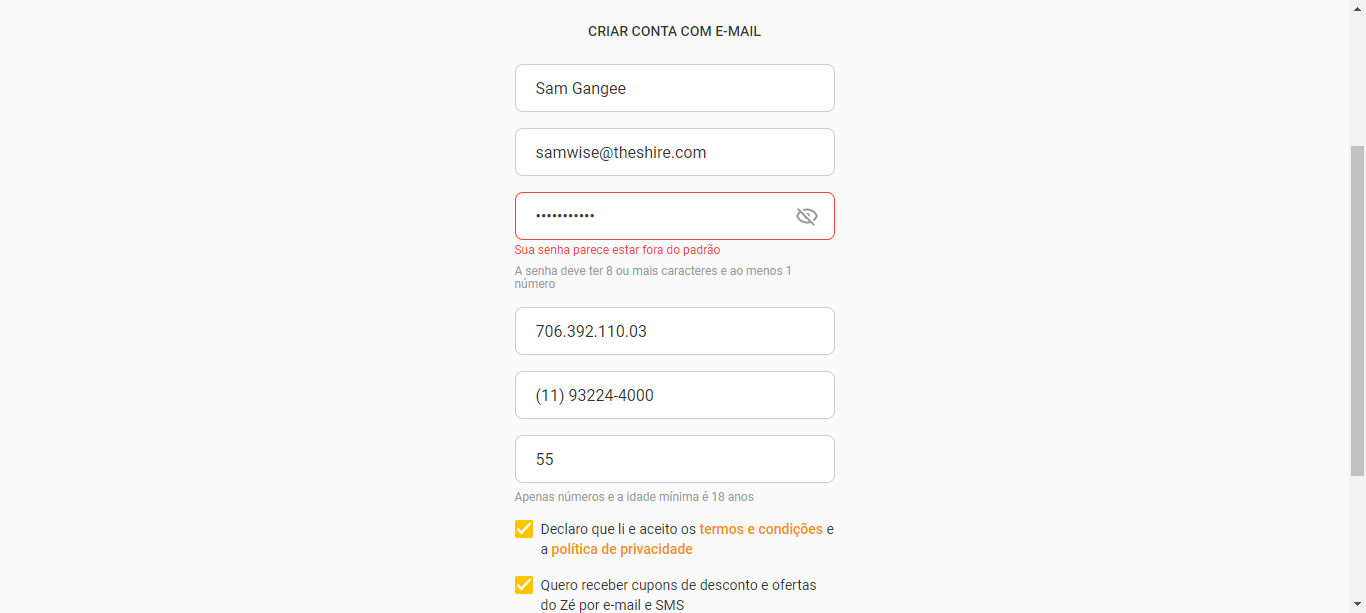 CRIAR CONTA COM E-MAIL
Sam Gangee
samwise@theshire.com
•••••••••••
Sua senha parece estar fora do padrão
A senha deve ter 8 ou mais caracteres e ao menos 1
número
706.392.110.03
(11) 93224-4000
55
Apenas números e a idade mínima é 18 anos
Declaro que li e aceito os termos e condições e
a política de privacidade
Quero receber cupons de desconto e ofertas
do Zé por e-mail e SMS